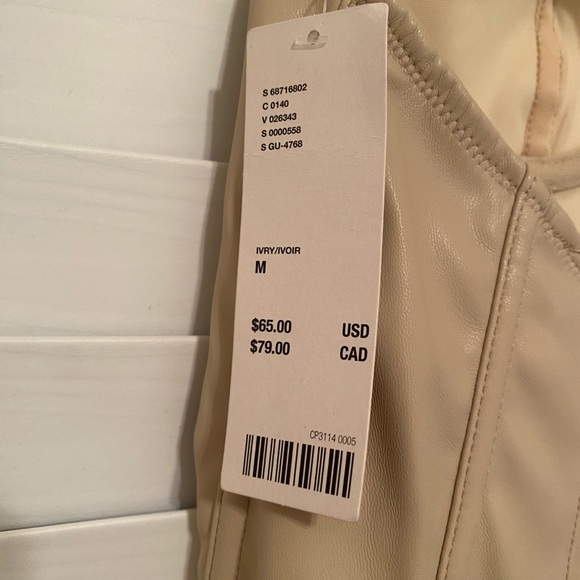 S 68716802
C 0140
V 026343
S 0000558
S GU-4768
IVRY/IVOIR
M
$65.00 USD
$79.00 CAD
CP3114 0005